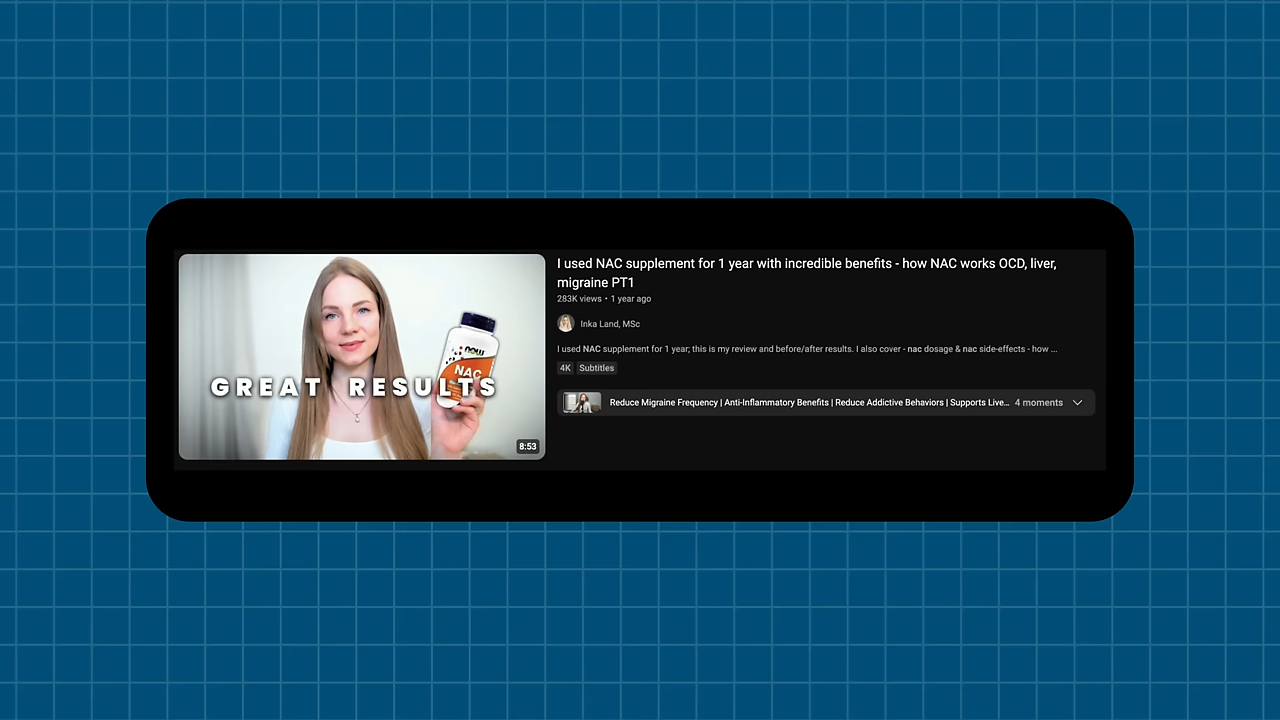 I used NAC supplement for 1 year with incredible benefits - how NAC works OCD, liver,
migraine PT1
283K views • 1 year ago
Inka Land, MSc
I used NAC supplement for 1 year; this is my review and before/after results. I also cover - nac dosage & nac side-effects - how ...
4K Subtitles
Reduce Migraine Frequency | Anti-Inflammatory Benefits | Reduce Addictive Behaviors | Supports Live... 4 moments
now
NAC
GREAT RESULTS
8:53